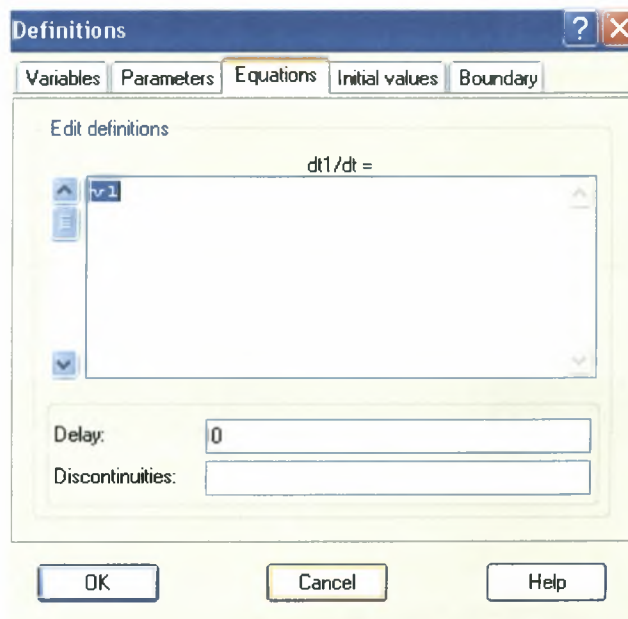 Definitions
Variables Parameters Equations Initial values Boundary
Edit definitions
dt1/dt =
v1
Delay: 0
Discontinuities:
OK Cancel Help